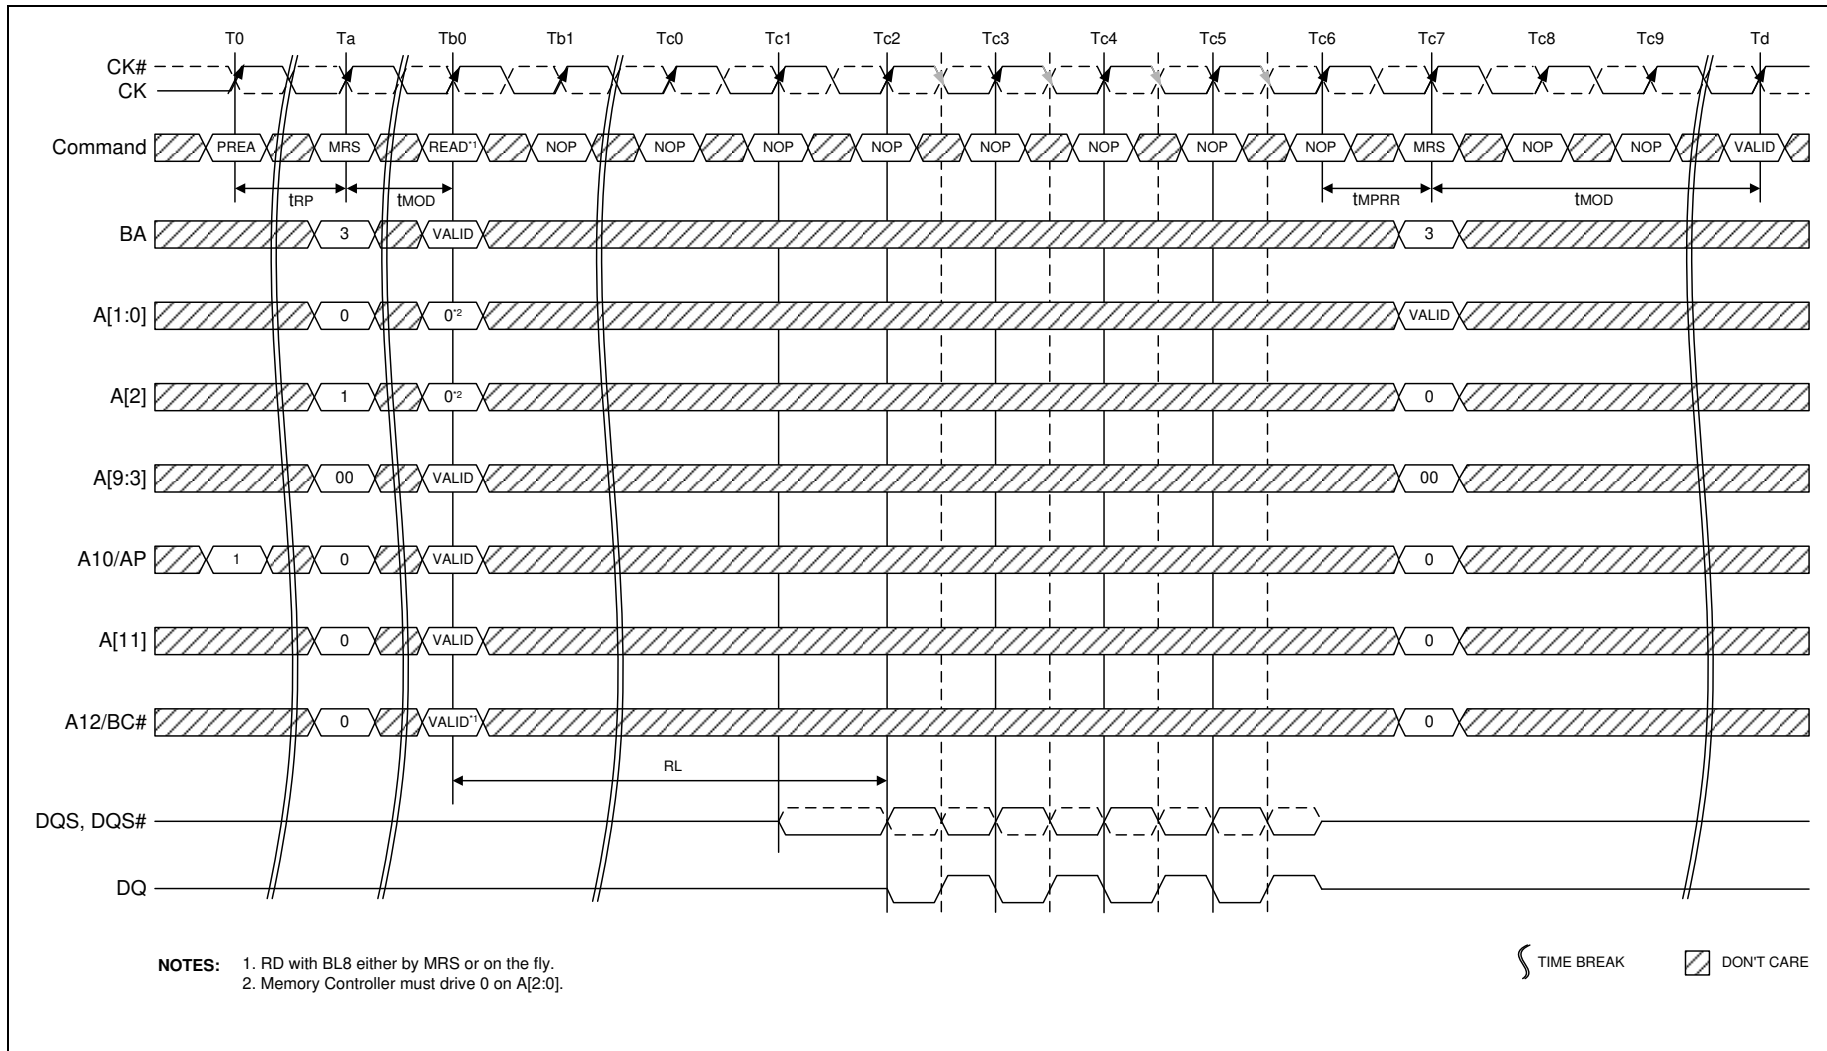 T0 Ta Tb0 Tb1 Tc0 Tc1 Tc2 Tc3 Tc4 Tc5 Tc6 Tc7 Tc8 Tc9 Td
CK#
CK
Command PREA MRS READ*1 NOP NOP NOP NOP NOP NOP NOP NOP MRS NOP NOP VALID
tRP tMOD tMPRR tMOD
BA 3 VALID 3
A[1:0] 0 0*2 VALID
A[2] 1 0*2 0
A[9:3] 00 VALID 00
A10/AP 1 0 VALID 0
A[11] 0 VALID 0
A12/BC# 0 VALID*1 0
RL
DQS, DQS#
DQ
NOTES: 1. RD with BL8 either by MRS or on the fly.
2. Memory Controller must drive 0 on A[2:0].
TIME BREAK DON'T CARE